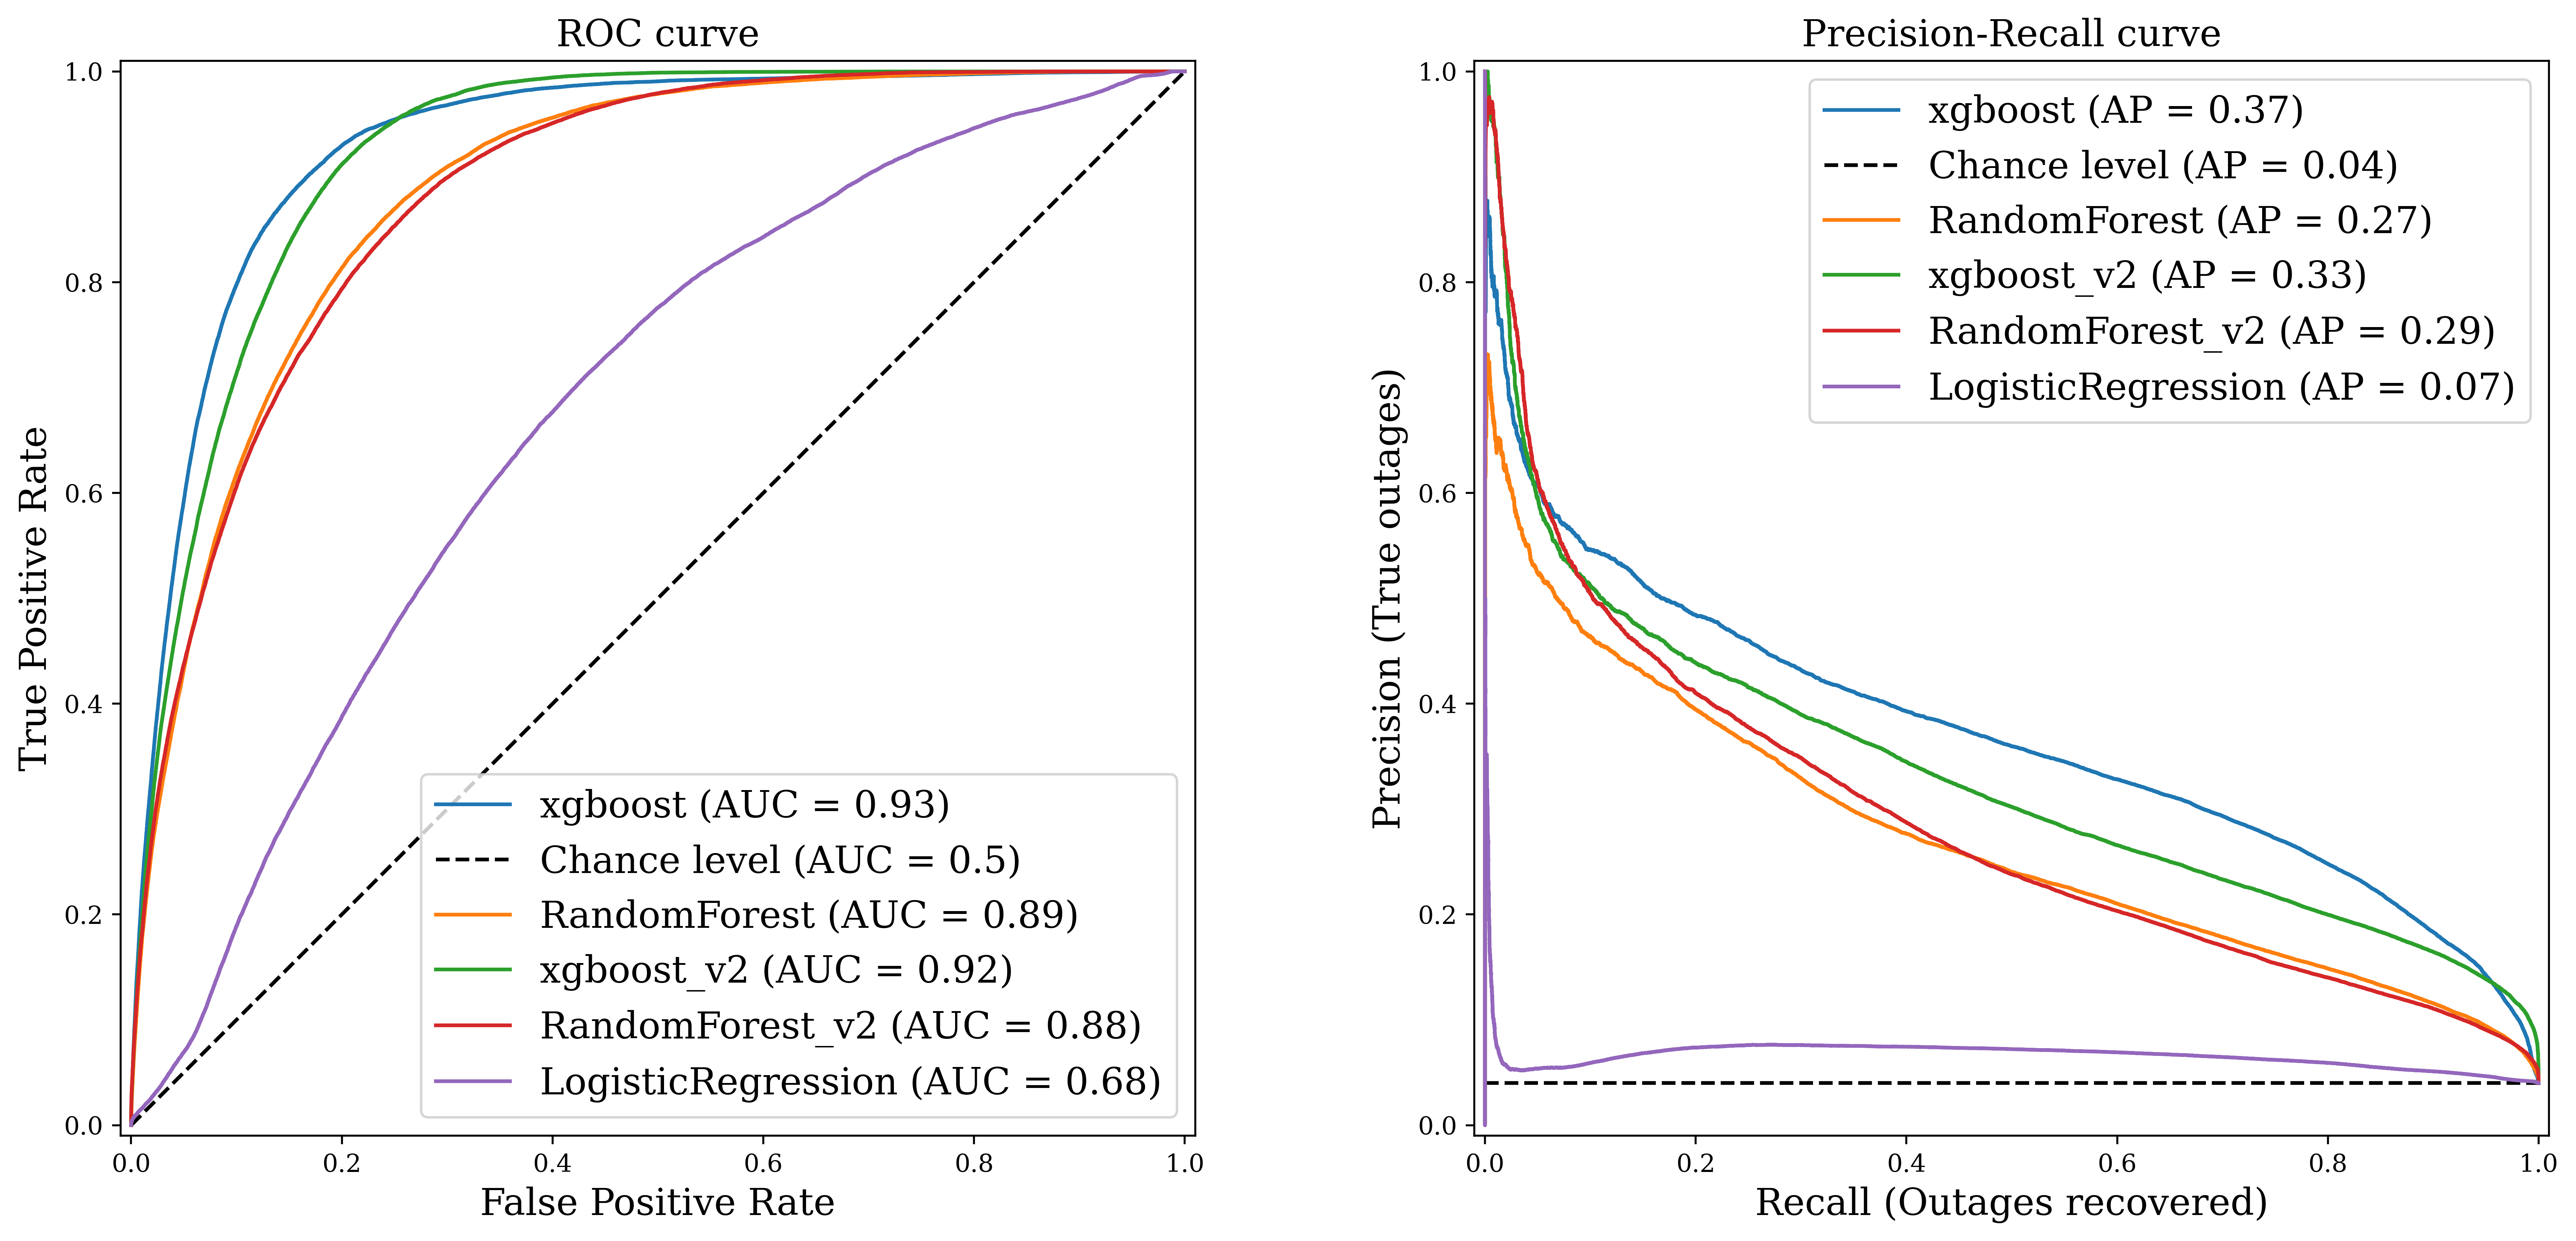 ROC curve
True Positive Rate
1.0
0.8
0.6
0.4
0.2
0.0
xgboost (AUC = 0.93)
Chance level (AUC = 0.5)
RandomForest (AUC = 0.89)
xgboost_v2 (AUC = 0.92)
RandomForest_v2 (AUC = 0.88)
LogisticRegression (AUC = 0.68)
0.0 0.2 0.4 0.6 0.8 1.0
False Positive Rate
Precision-Recall curve
Precision (True outages)
1.0
0.8
0.6
0.4
0.2
0.0
xgboost (AP = 0.37)
Chance level (AP = 0.04)
RandomForest (AP = 0.27)
xgboost_v2 (AP = 0.33)
RandomForest_v2 (AP = 0.29)
LogisticRegression (AP = 0.07)
0.0 0.2 0.4 0.6 0.8 1.0
Recall (Outages recovered)